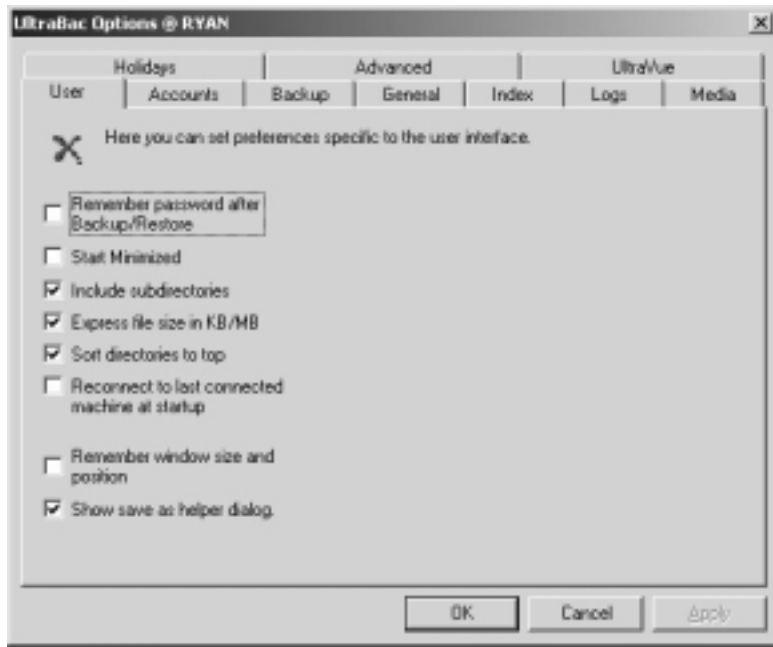 UltraBac Options @ RYAN
Holidays Advanced UltraVue
User Accounts Backup General Index Logs Media
Here you can set preferences specific to the user interface.
Remember password after
Backup/Restore
Start Minimized
Include subdirectories
Express file size in KB/MB
Sort directories to top
Reconnect to last connected
machine at startup
Remember window size and
position
Show save as helper dialog.
OK Cancel Apply